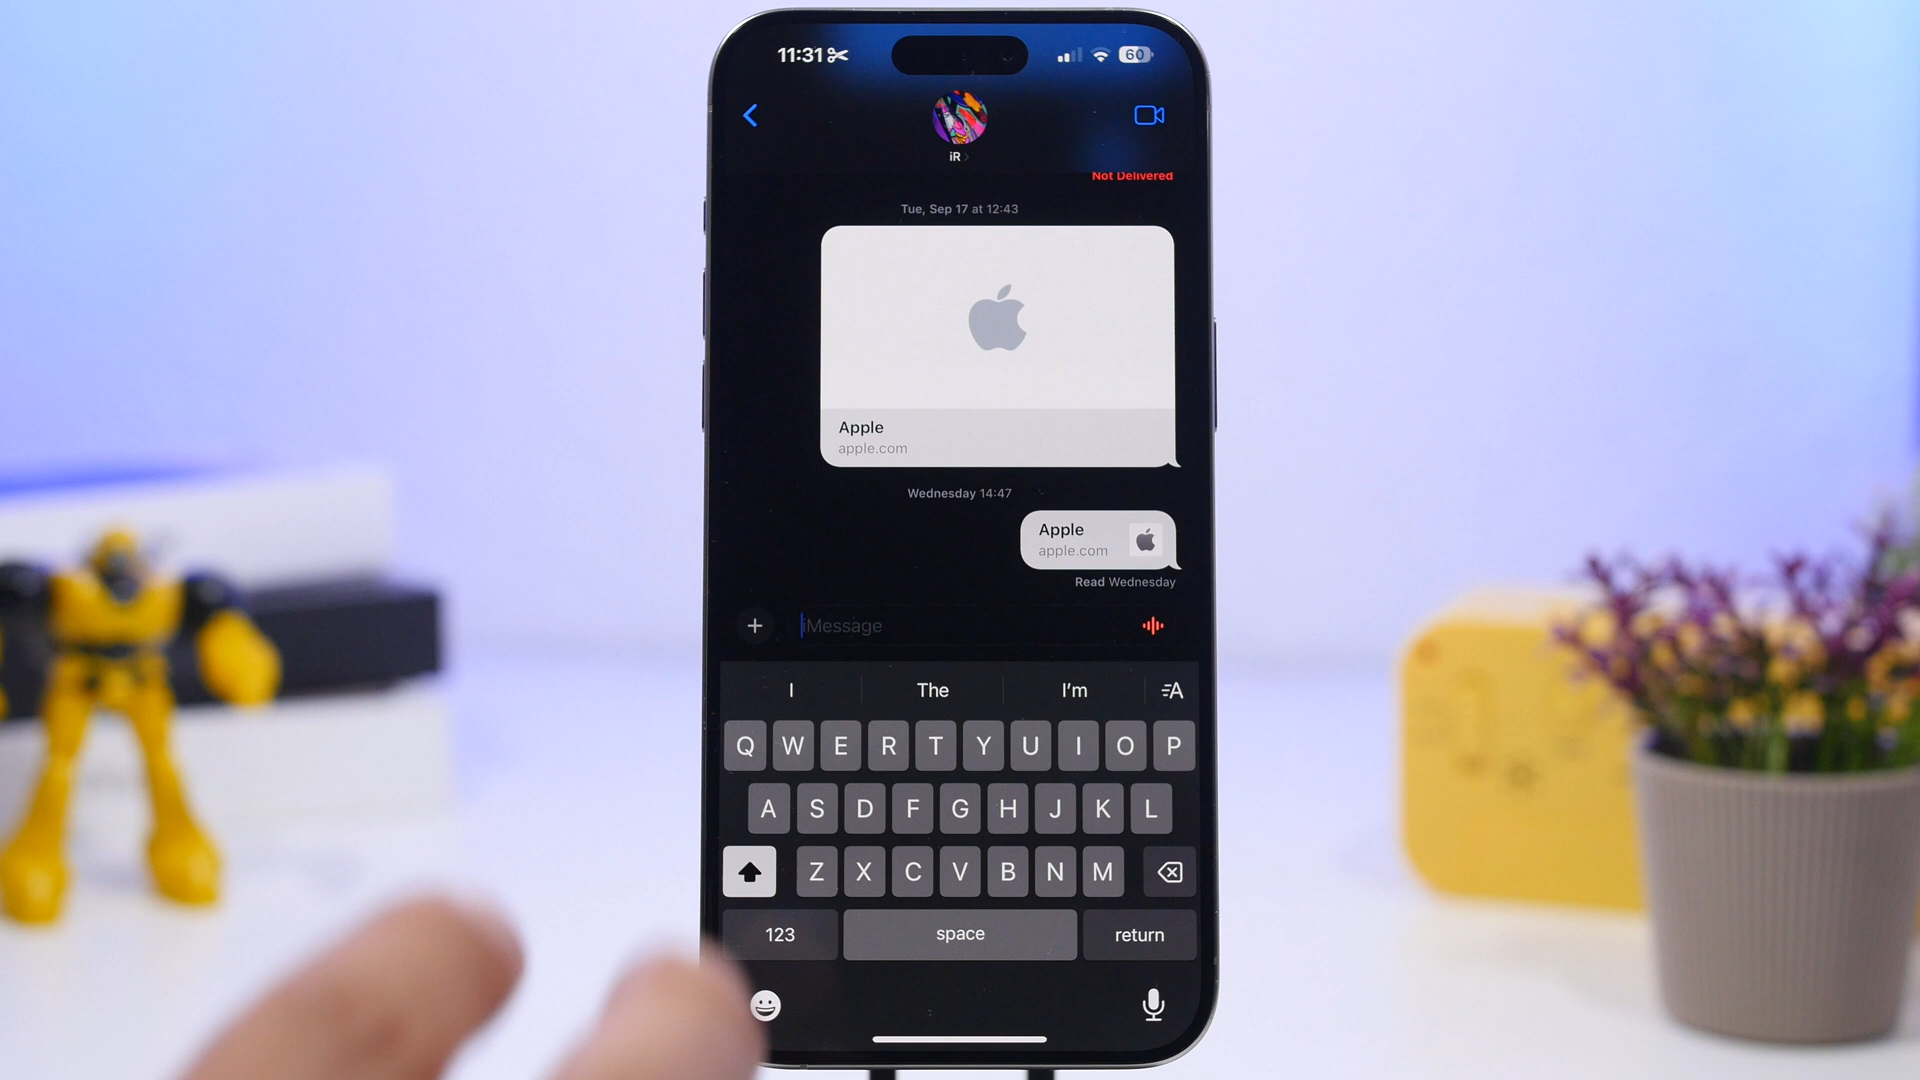 11:31
60
iR
Not Delivered
Tue, Sep 17 at 12:43
Apple
apple.com
Wednesday 14:47
Apple
apple.com
Read Wednesday
iMessage
I The I'm A
Q W E R T Y U I O P
A S D F G H J K L
Z X C V B N M
123 space return